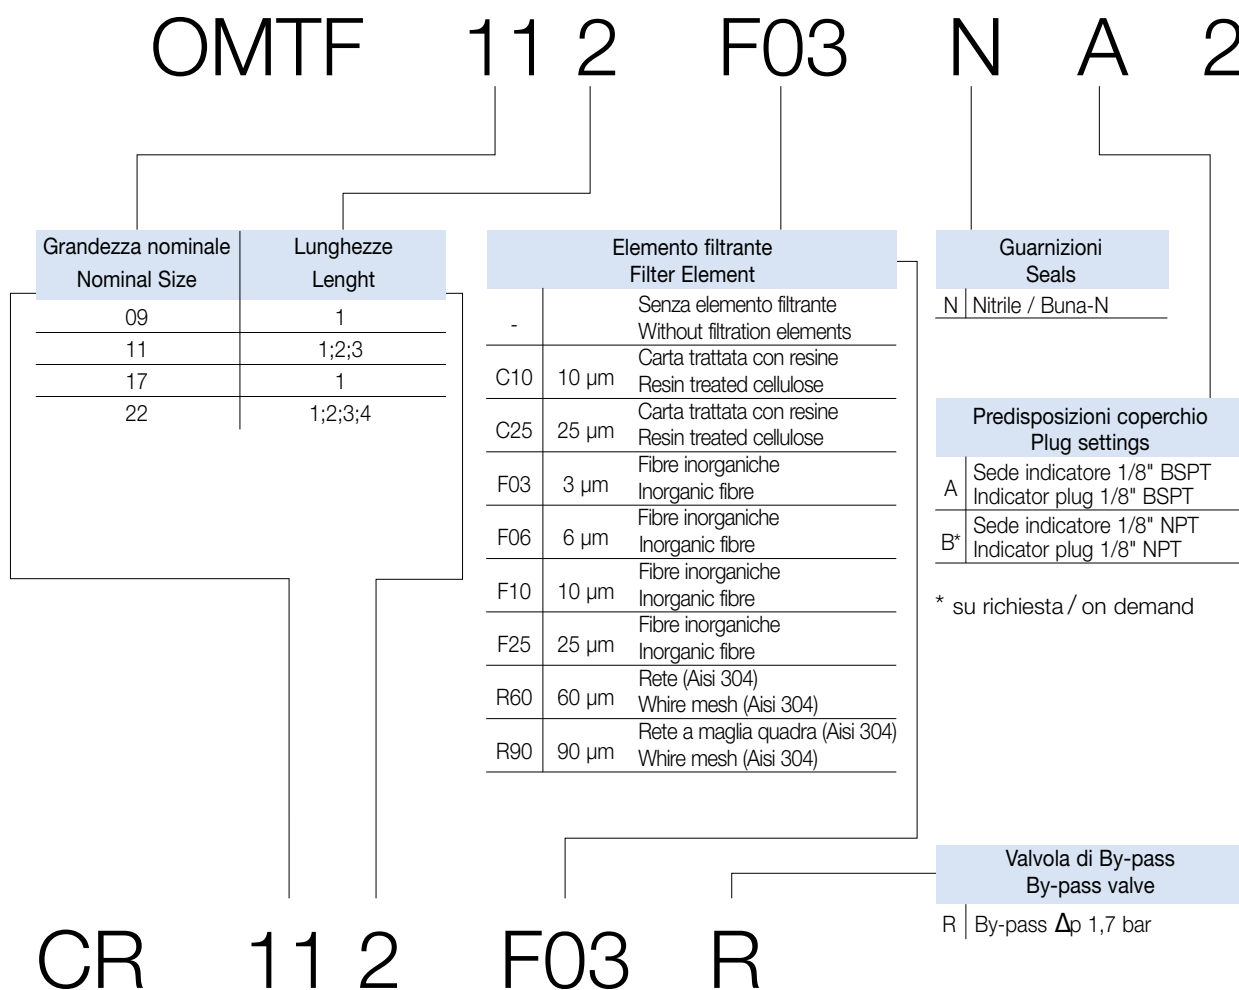 OMTF 11 2 F03 N A 2
Grandezza nominale
Nominal Size
Lunghezze
Lenght
09 1
11 1;2;3
17 1
22 1;2;3;4
Elemento filtrante
Filter Element
- Senza elemento filtrante
Without filtration elements
C10 10 µm Carta trattata con resine
Resin treated cellulose
C25 25 µm Carta trattata con resine
Resin treated cellulose
F03 3 µm Fibre inorganiche
Inorganic fibre
F06 6 µm Fibre inorganiche
Inorganic fibre
F10 10 µm Fibre inorganiche
Inorganic fibre
F25 25 µm Fibre inorganiche
Inorganic fibre
R60 60 µm Rete (Aisi 304)
Whire mesh (Aisi 304)
R90 90 µm Rete a maglia quadra (Aisi 304)
Whire mesh (Aisi 304)
Guarnizioni
Seals
N Nitrile / Buna-N
Predisposizioni coperchio
Plug settings
A Sede indicatore 1/8" BSPT
Indicator plug 1/8" BSPT
B* Sede indicatore 1/8" NPT
Indicator plug 1/8" NPT
* su richiesta / on demand
Valvola di By-pass
By-pass valve
R By-pass Δp 1,7 bar
CR 11 2 F03 R